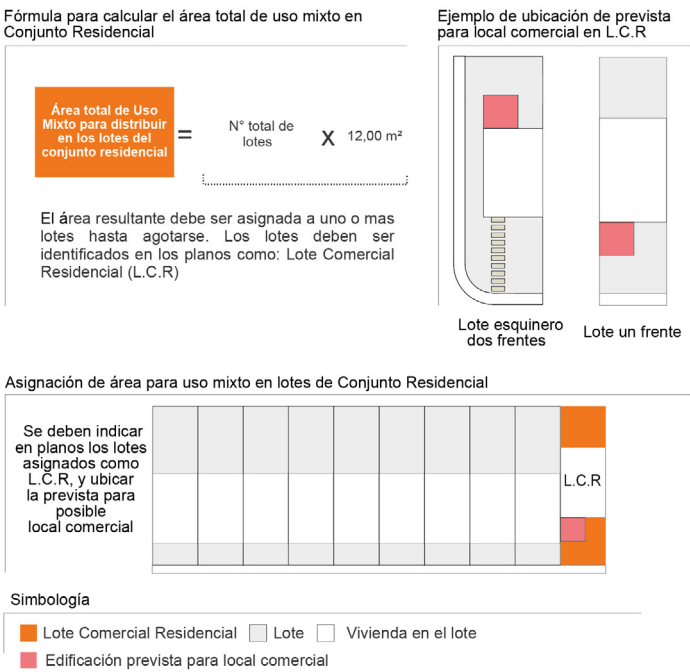 Fórmula para calcular el área total de uso mixto en
Conjunto Residencial
Área total de Uso
Mixto para distribuir
en los lotes del
conjunto residencial
=
N° total de
lotes
X
12,00 m²
El área resultante debe ser asignada a uno o mas
lotes hasta agotarse. Los lotes deben ser
identificados en los planos como: Lote Comercial
Residencial (L.C.R)
Ejemplo de ubicación de prevista
para local comercial en L.C.R
Lote esquinero
dos frentes
Lote un frente
Asignación de área para uso mixto en lotes de Conjunto Residencial
Se deben indicar
en planos los lotes
asignados como
L.C.R, y ubicar
la prevista para
posible
local comercial
L.C.R
Simbología
Lote Comercial Residencial
Lote
Vivienda en el lote
Edificación prevista para local comercial